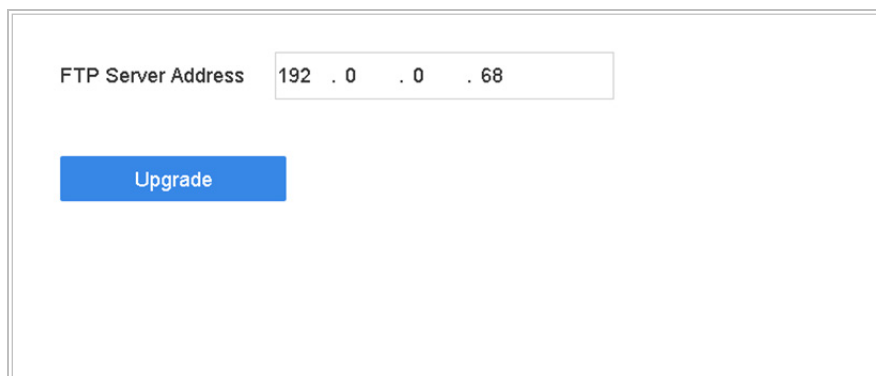 FTP Server Address 192 . 0 . 0 . 68
Upgrade